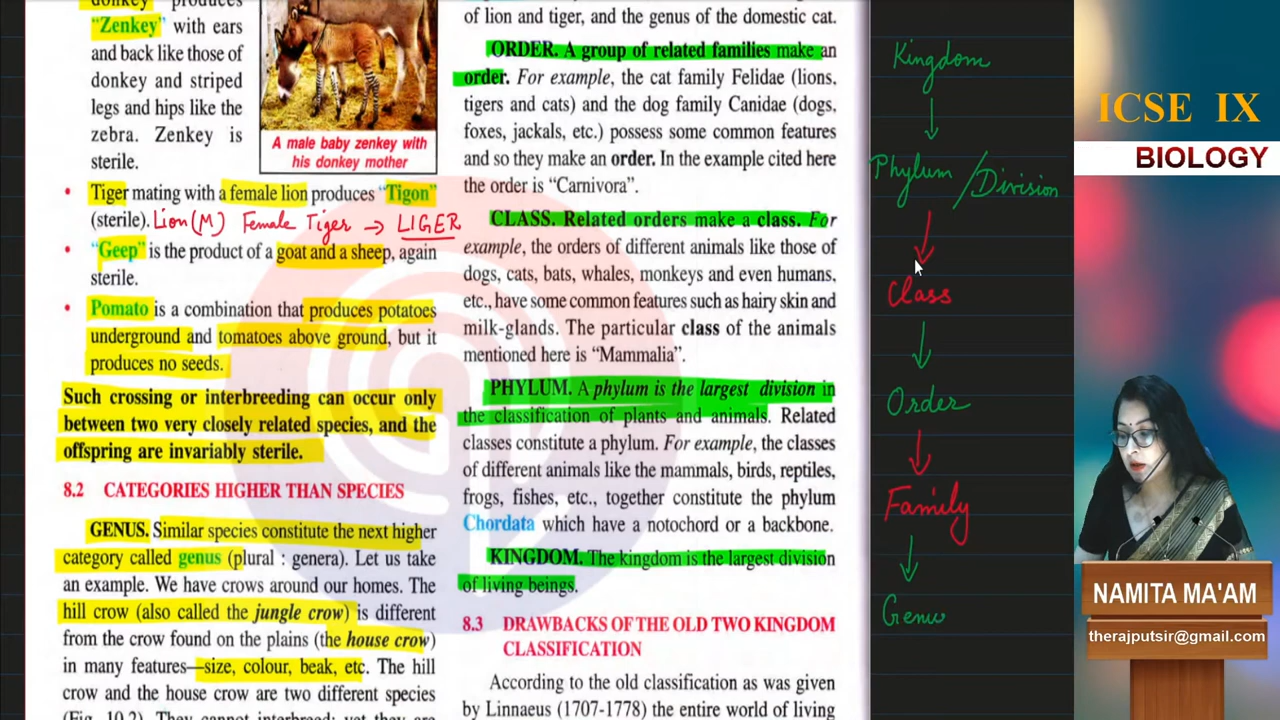 donkey produces
"Zenkey" with ears
and back like those of
donkey and striped
legs and hips like the
zebra. Zenkey is
sterile.
A male baby zenkey with
his donkey mother
• Tiger mating with a female lion produces "Tigon"
(sterile). Lion (M) Female Tiger → LIGER
• "Geep" is the product of a goat and a sheep, again
sterile.
• Pomato is a combination that produces potatoes
underground and tomatoes above ground, but it
produces no seeds.
Such crossing or interbreeding can occur only
between two very closely related species, and the
offspring are invariably sterile.
8.2 CATEGORIES HIGHER THAN SPECIES
GENUS. Similar species constitute the next higher
category called genus (plural : genera). Let us take
an example. We have crows around our homes. The
hill crow (also called the jungle crow) is different
from the crow found on the plains (the house crow)
in many features—size, colour, beak, etc. The hill
crow and the house crow are two different species
(Fig. 10.2). They cannot interbreed; yet they are
of lion and tiger, and the genus of the domestic cat.
ORDER. A group of related families make an
order. For example, the cat family Felidae (lions,
tigers and cats) and the dog family Canidae (dogs,
foxes, jackals, etc.) possess some common features
and so they make an order. In the example cited here
the order is "Carnivora".
CLASS. Related orders make a class. For
example, the orders of different animals like those of
dogs, cats, bats, whales, monkeys and even humans,
etc., have some common features such as hairy skin and
milk-glands. The particular class of the animals
mentioned here is "Mammalia".
PHYLUM. A phylum is the largest division in
the classification of plants and animals. Related
classes constitute a phylum. For example, the classes
of different animals like the mammals, birds, reptiles,
frogs, fishes, etc., together constitute the phylum
Chordata which have a notochord or a backbone.
KINGDOM. The kingdom is the largest division
of living beings.
8.3 DRAWBACKS OF THE OLD TWO KINGDOM
CLASSIFICATION
According to the old classification as was given
by Linnaeus (1707-1778) the entire world of living
Kingdom
↓
Phylum /Division
↓
Class
↓
Order
↓
Family
↓
Genu
ICSE IX
BIOLOGY
NAMITA MA'AM
therajputsir@gmail.com